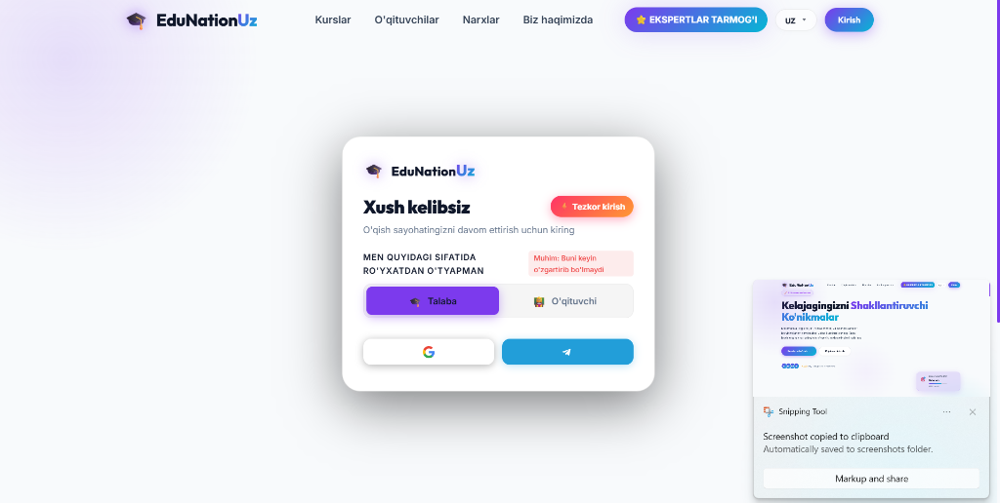 EduNationUz
Kurslar
O'qituvchilar
Narxlar
Biz haqimizda
EKSPERTLAR TARMOG'I
UZ
Kirish
EduNationUz
Xush kelibsiz
Tezkor kirish
O'qish sayohatingizni davom ettirish uchun kiring
MEN QUYIDAGI SIFATIDA
RO'YXATDAN O'TYAPMAN
Muhim: Buni keyin
o'zgartirib bo'lmaydi
Talaba
O'qituvchi
EduNationUz
Kelajagingizni Shakllantiruvchi
Ko'nikmalar
Snipping Tool
Screenshot copied to clipboard
Automatically saved to screenshots folder.
Markup and share